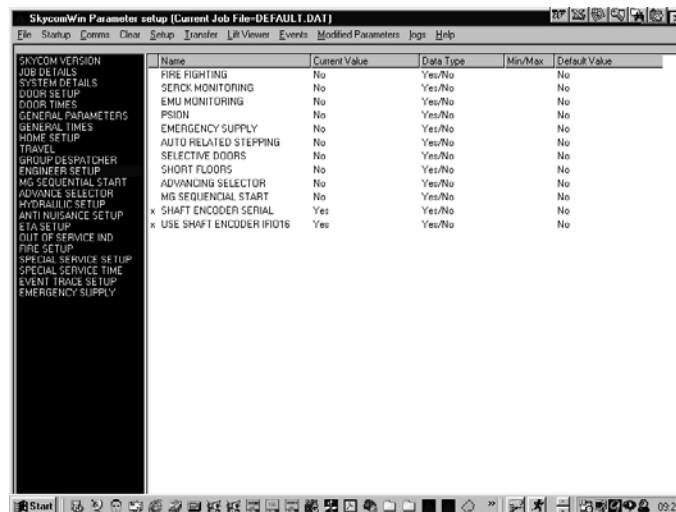 SkycomWin Parameter setup (Current Job File=DEFAULT.DAT)
File Startup Comms Clear Setup Transfer Lift Viewer Events Modified Parameters Jogs Help
SKYCOM VERSION
JOB DETAILS
SYSTEM DETAILS
DOOR SETUP
DOOR TIMES
GENERAL PARAMETERS
GENERAL TIMES
HOME SETUP
TRAVEL
GROUP DESPATCHER
ENGINEER SETUP
MG SEQUENTIAL START
ADVANCE SELECTOR
HYDRAULIC SETUP
ANTI NUISANCE SETUP
ETA SETUP
OUT OF SERVICE IND
FIRE SETUP
SPECIAL SERVICE SETUP
SPECIAL SERVICE TIME
EVENT TRACE SETUP
EMERGENCY SUPPLY
Name Current Value Data Type Min/Max Default Value
FIRE FIGHTING No Yes/No No
SERCK MONITORING No Yes/No No
EMU MONITORING No Yes/No No
PSION No Yes/No No
EMERGENCY SUPPLY No Yes/No No
AUTO RELATED STEPPING No Yes/No No
SELECTIVE DOORS No Yes/No No
SHORT FLOORS No Yes/No No
ADVANCING SELECTOR No Yes/No No
MG SEQUENCIAL START No Yes/No No
x SHAFT ENCODER SERIAL Yes Yes/No No
x USE SHAFT ENCODER IFIO16 Yes Yes/No No
Start